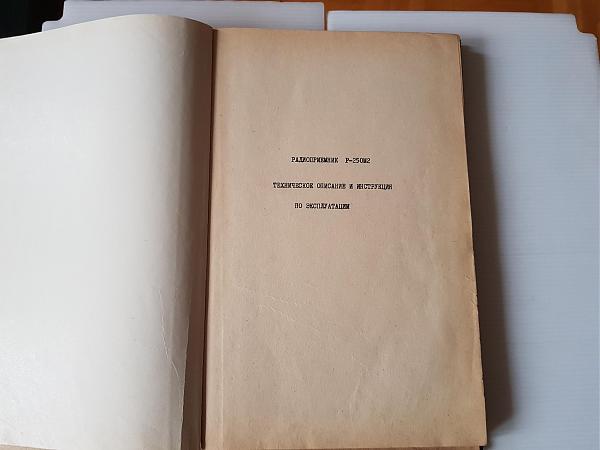 РАДИОПРИЕМНИК Р-250М2
ТЕХНИЧЕСКОЕ ОПИСАНИЕ И ИНСТРУКЦИЯ
ПО ЭКСПЛУАТАЦИИ